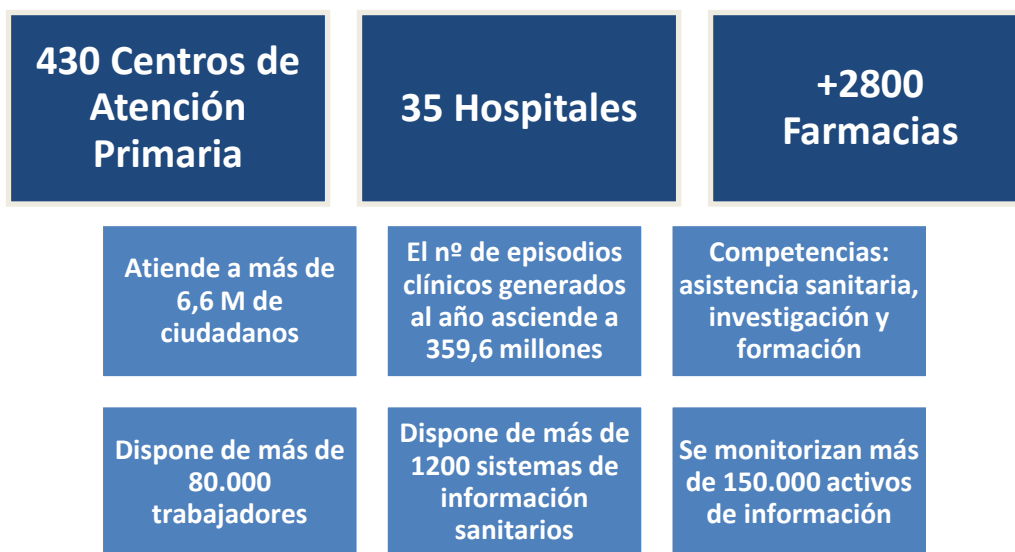 430 Centros de
Atención
Primaria
35 Hospitales
+2800
Farmacias
Atiende a más de
6,6 M de
ciudadanos
El nº de episodios
clínicos generados
al año asciende a
359,6 millones
Competencias:
asistencia sanitaria,
investigación y
formación
Dispone de más de
80.000
trabajadores
Dispone de más de
1200 sistemas de
información
sanitarios
Se monitorizan más
de 150.000 activos
de información